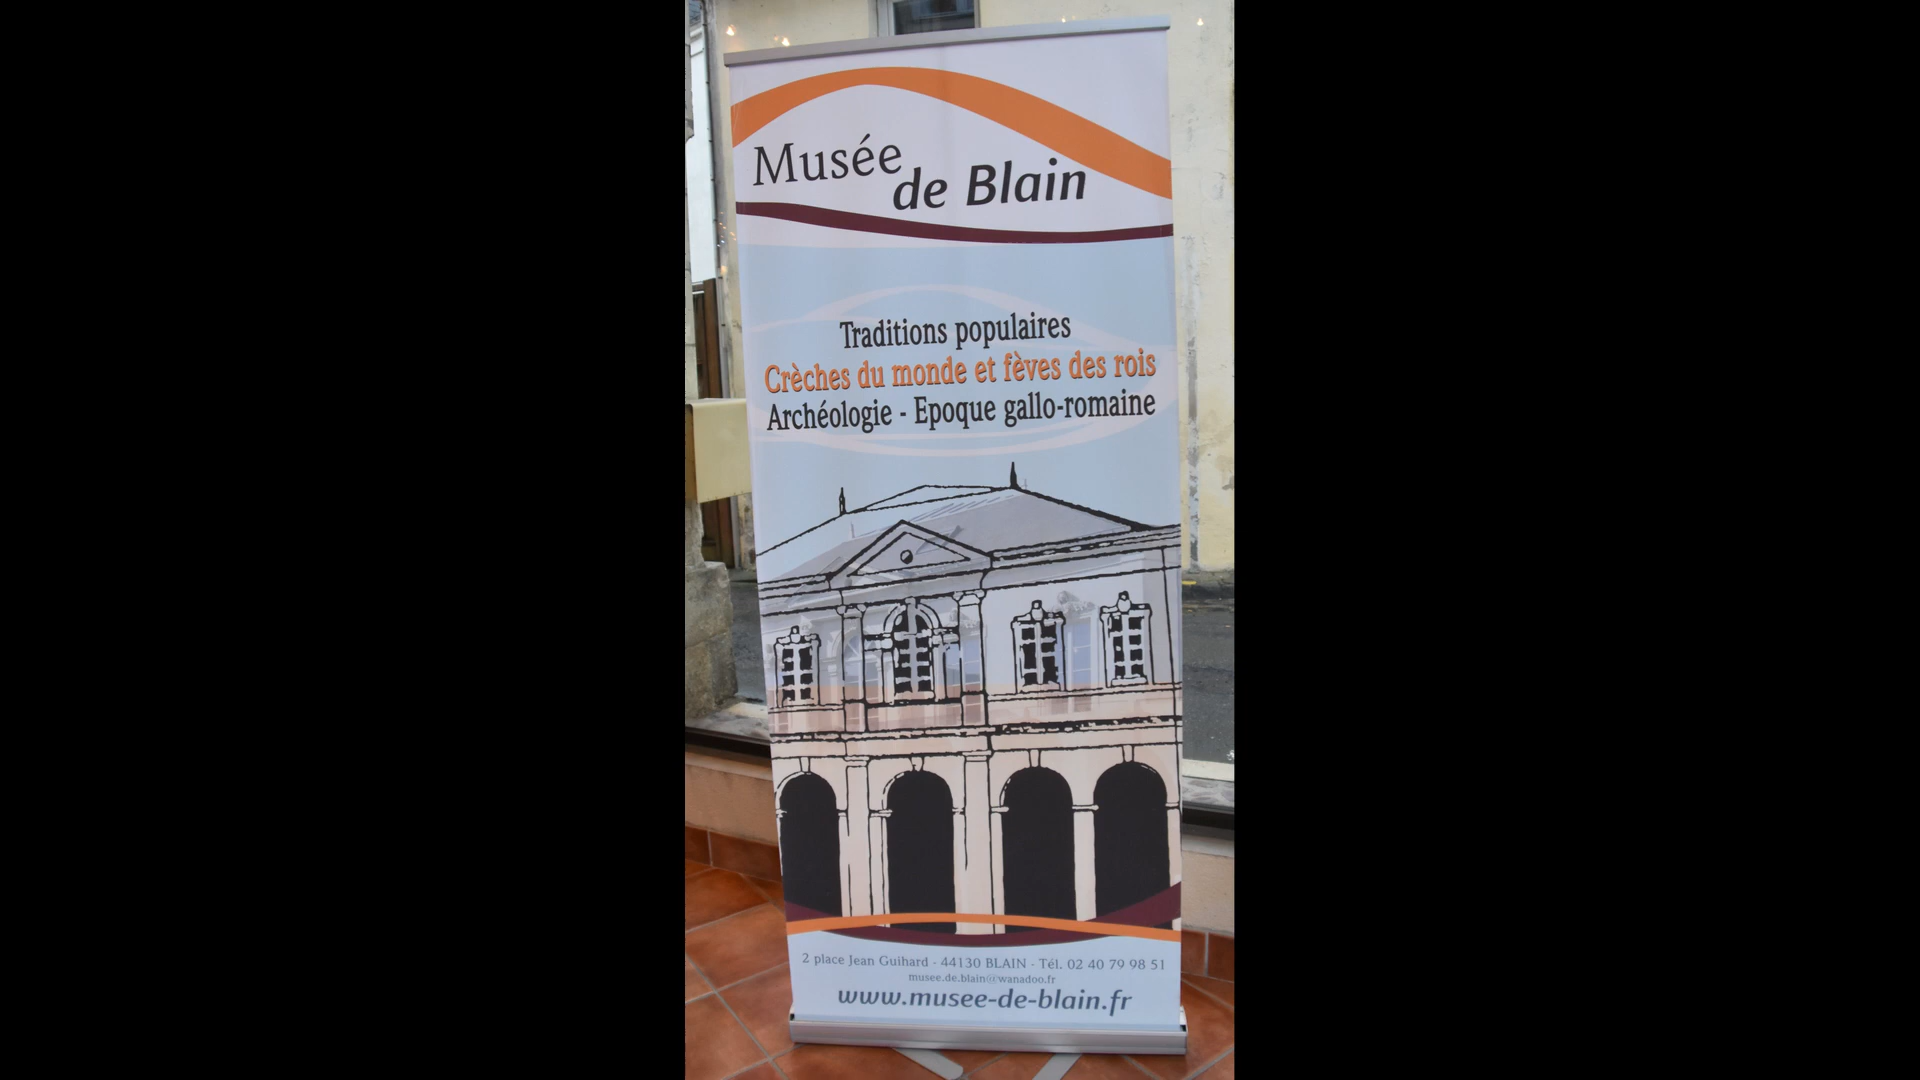 Musée
de Blain
Traditions populaires
Crèches du monde et fèves des rois
Archéologie - Epoque gallo-romaine
2 place Jean Guihard - 44130 BLAIN - Tél. 02 40 79 98 51
musee.de.blain@wanadoo.fr
www.musee-de-blain.fr